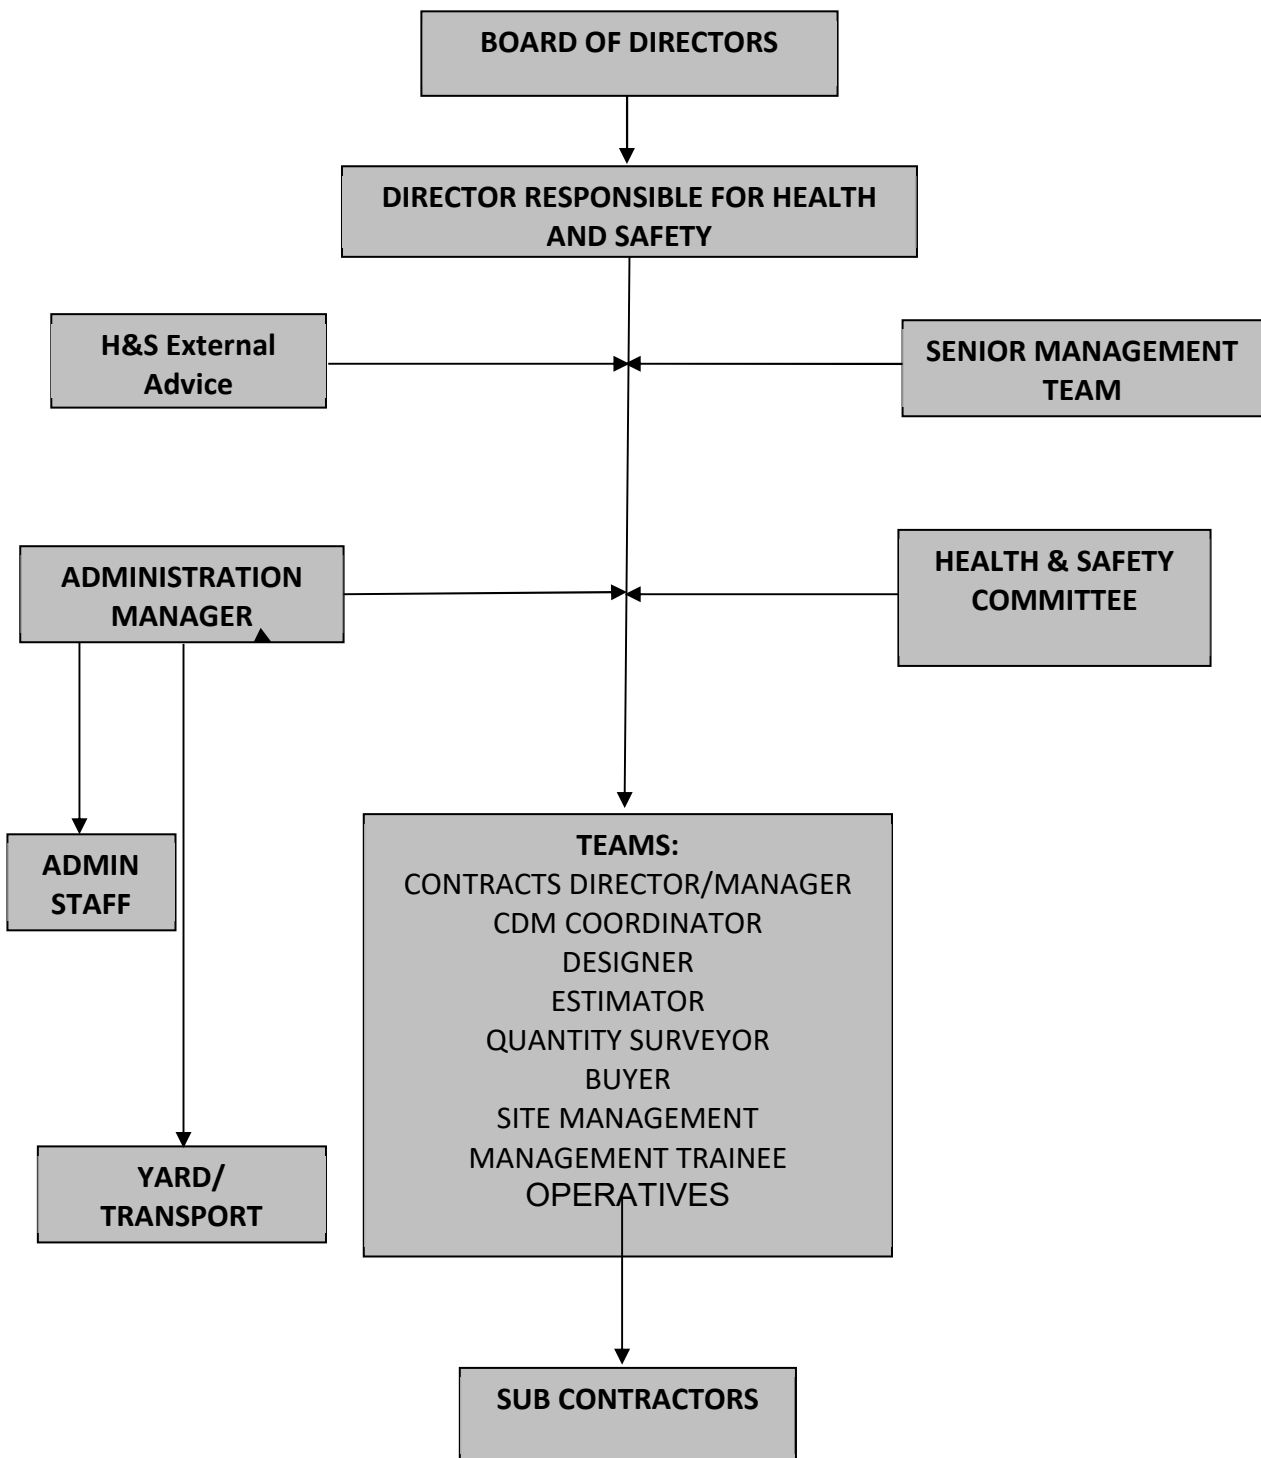 BOARD OF DIRECTORS
DIRECTOR RESPONSIBLE FOR HEALTH
AND SAFETY
H&S External
Advice
SENIOR MANAGEMENT
TEAM
ADMINISTRATION
MANAGER
HEALTH & SAFETY
COMMITTEE
ADMIN
STAFF
TEAMS:
CONTRACTS DIRECTOR/MANAGER
CDM COORDINATOR
DESIGNER
ESTIMATOR
QUANTITY SURVEYOR
BUYER
SITE MANAGEMENT
MANAGEMENT TRAINEE
OPERATIVES
YARD/
TRANSPORT
SUB CONTRACTORS